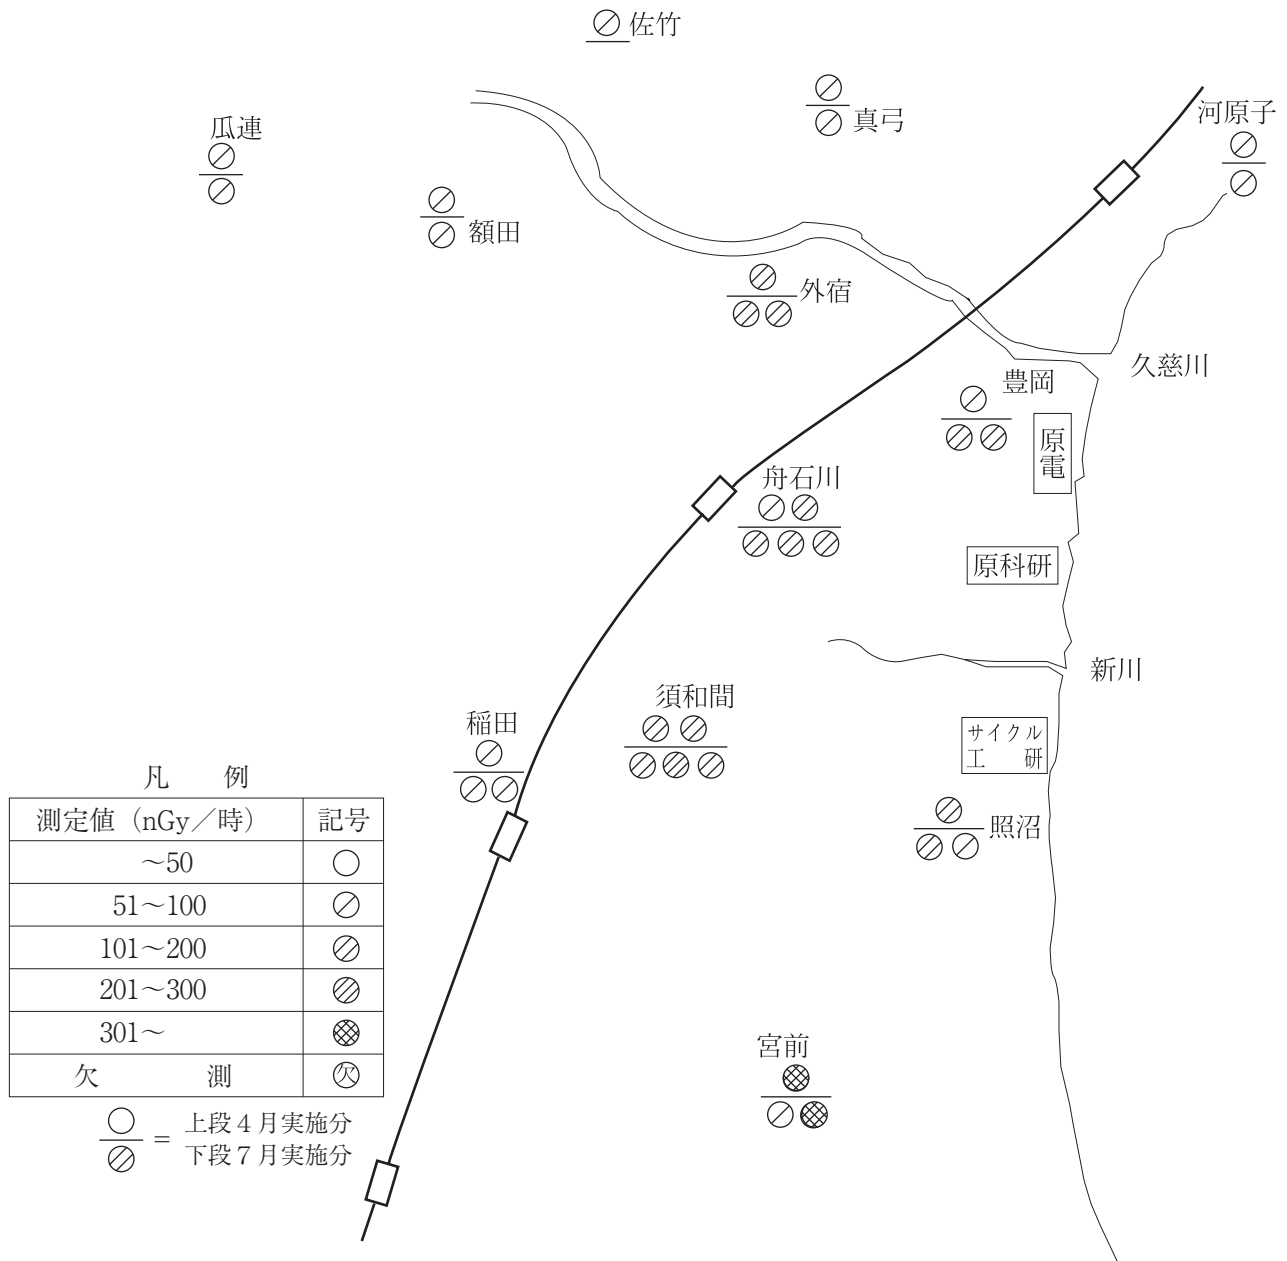 佐竹
真弓
河原子
瓜連
額田
外宿
久慈川
豊岡
原電
舟石川
原科研
新川
須和間
稲田
サイクル
工 研
照沼
凡 例
測定値（nGy／時） 記号
～50
51～100
101～200
201～300
301～
欠 測 欠
= 上段４月実施分
下段７月実施分
宮前